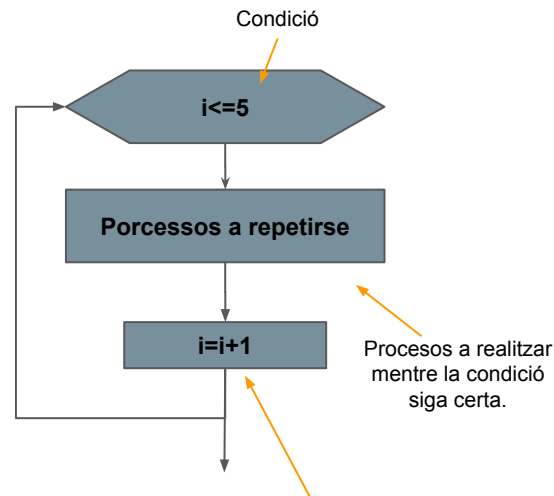 Condició
i<=5
Porcessos a repetirse
i=i+1
Procesos a realitzar
mentre la condició
siga certa.